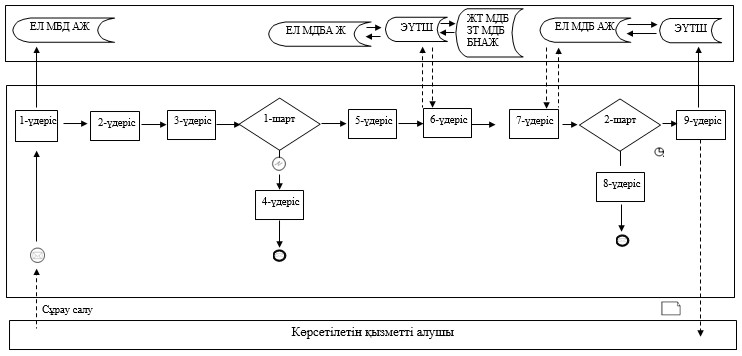 ЕЛ МБД АЖ
ЕЛ МДБА Ж
ЭҮТШ
ЖТ МДБ
ЗТ МДБ
БНАЖ
ЕЛ МДБ АЖ
ЭҮТШ
1-үдеріс
2-үдеріс
3-үдеріс
1-шарт
5-үдеріс
6-үдеріс
7-үдеріс
2-шарт
9-үдеріс
4-үдеріс
8-үдеріс
Сұрау салу
Көрсетілетін қызметті алушы